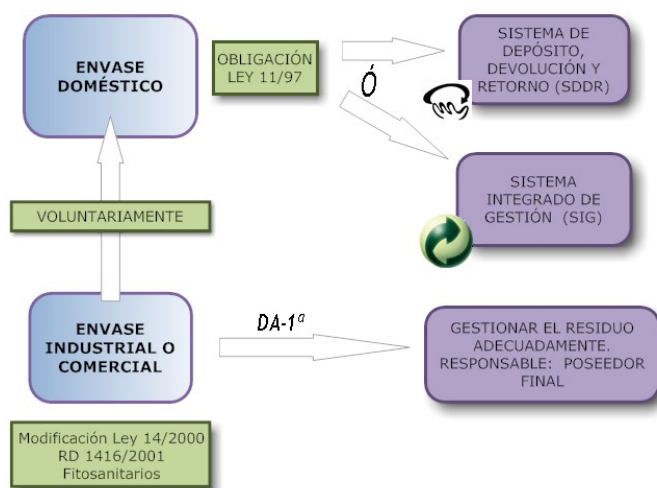 ENVASE
DOMÉSTICO
OBLIGACIÓN
LEY 11/97
Ó
SISTEMA DE
DEPÓSITO,
DEVOLUCIÓN Y
RETORNO (SDDR)
SISTEMA
INTEGRADO DE
GESTIÓN (SIG)
VOLUNTARIAMENTE
ENVASE
INDUSTRIAL O
COMERCIAL
DA-1ª
GESTIONAR EL RESIDUO
ADECUADAMENTE.
RESPONSABLE: POSEEDOR
FINAL
Modificación Ley 14/2000
RD 1416/2001
Fitosanitarios